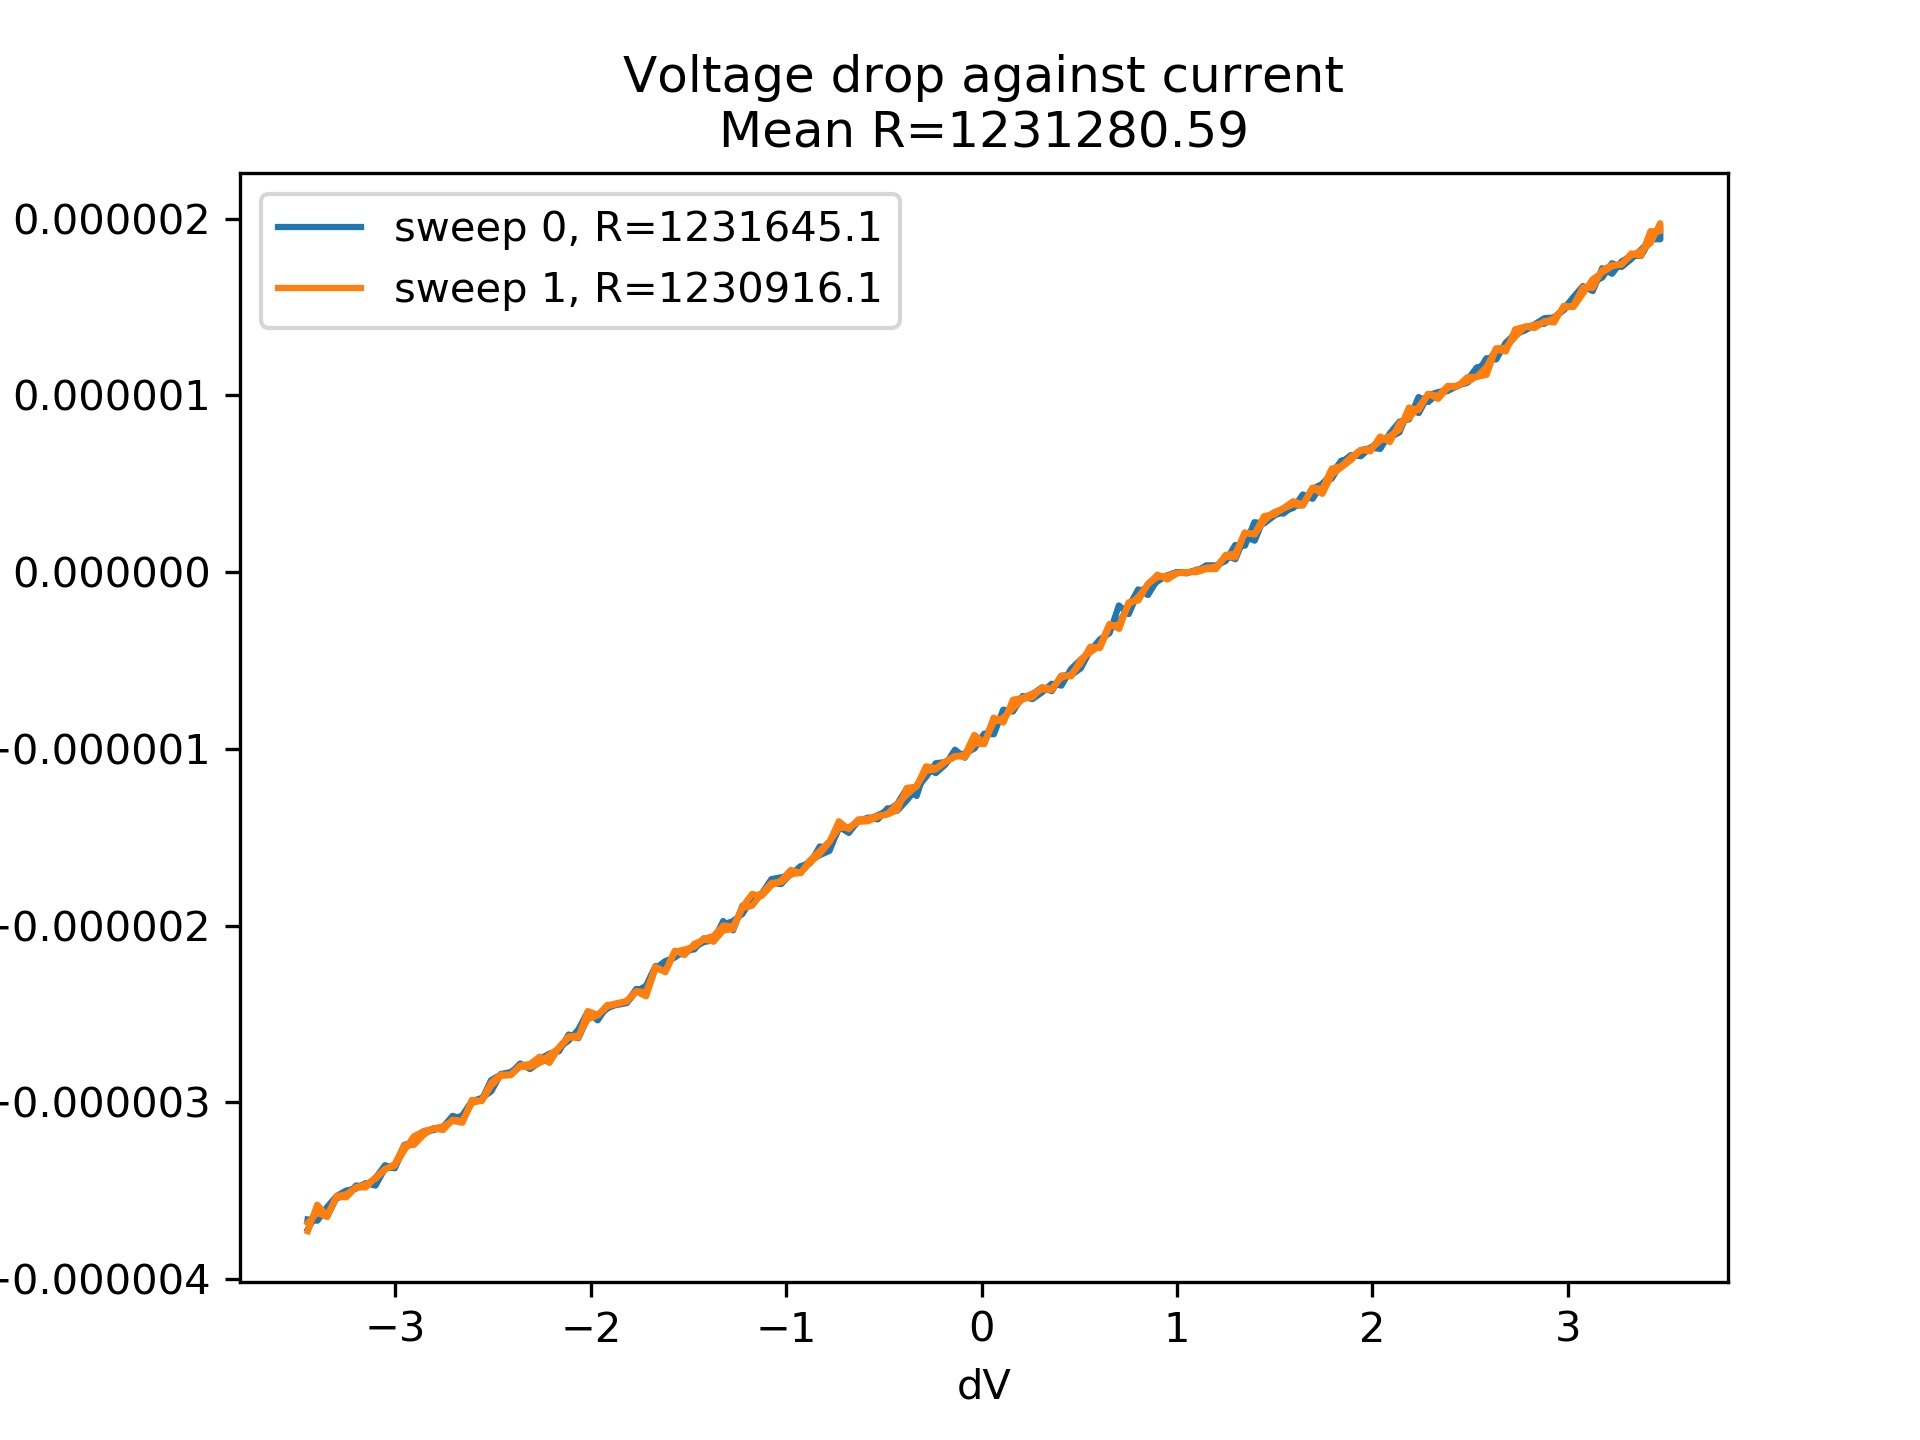 Voltage drop against current
Mean R=1231280.59
sweep 0, R=1231645.1
sweep 1, R=1230916.1
0.000002
0.000001
0.000000
-0.000001
-0.000002
-0.000003
-0.000004
−3 −2 −1 0 1 2 3
dV